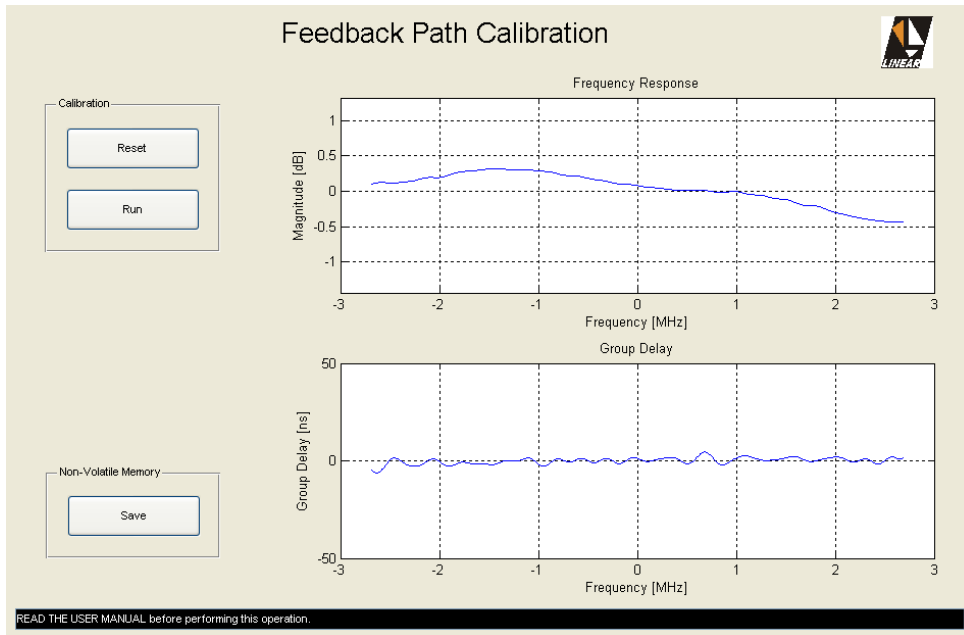 Feedback Path Calibration
LINEAR
Calibration
Reset
Run
Frequency Response
Magnitude [dB]
1
0.5
0
-0.5
-1
-3 -2 -1 0 1 2 3
Frequency [MHz]
Group Delay
Group Delay [ns]
50
0
-50
-3 -2 -1 0 1 2 3
Frequency [MHz]
Non-Volatile Memory
Save
READ THE USER MANUAL before performing this operation.